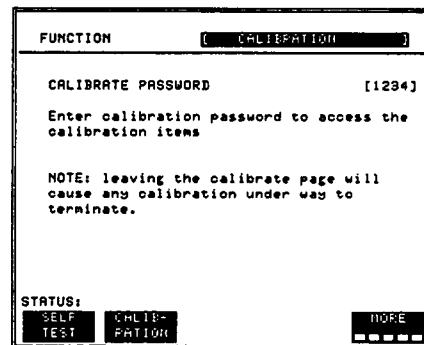 FUNCTION [ CALIBRATION ]
CALIBRATE PASSWORD [1234]
Enter calibration password to access the
calibration items
NOTE: leaving the calibrate page will
cause any calibration under way to
terminate.
STATUS:
SELF TEST
CALIB-RATION
MORE